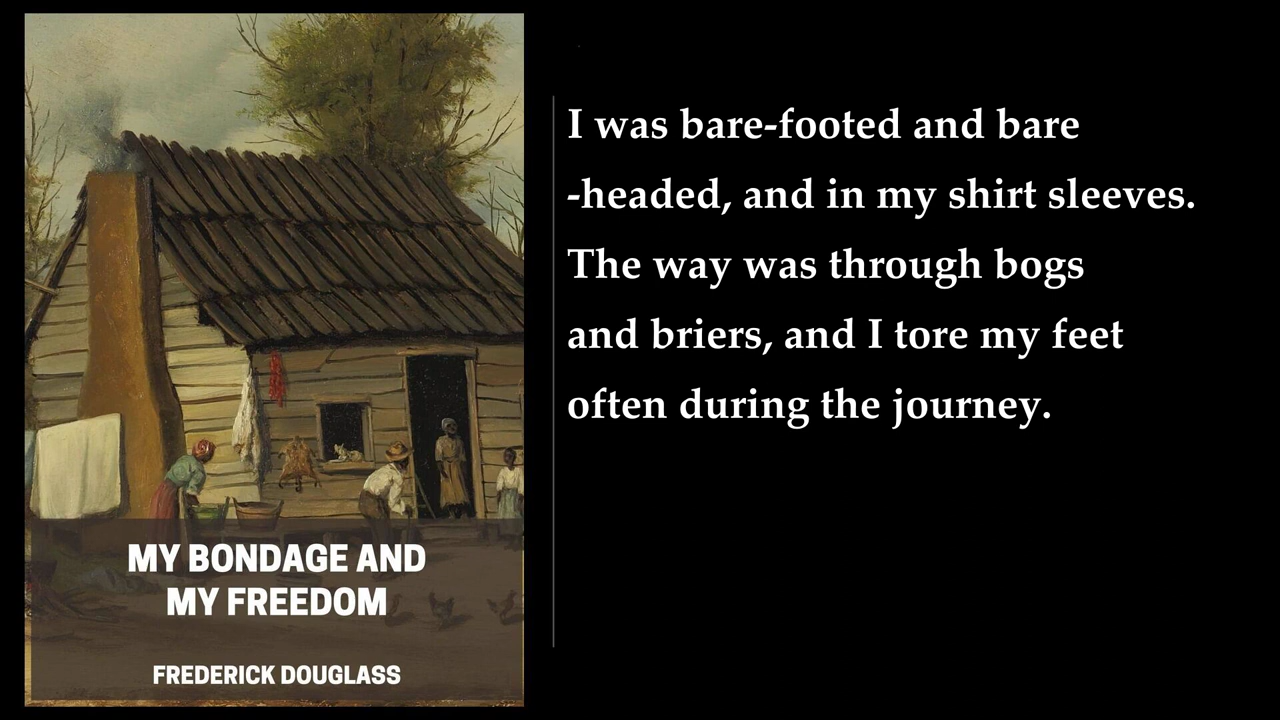 MY BONDAGE AND
MY FREEDOM
FREDERICK DOUGLASS
I was bare-footed and bare
-headed, and in my shirt sleeves.
The way was through bogs
and briers, and I tore my feet
often during the journey.